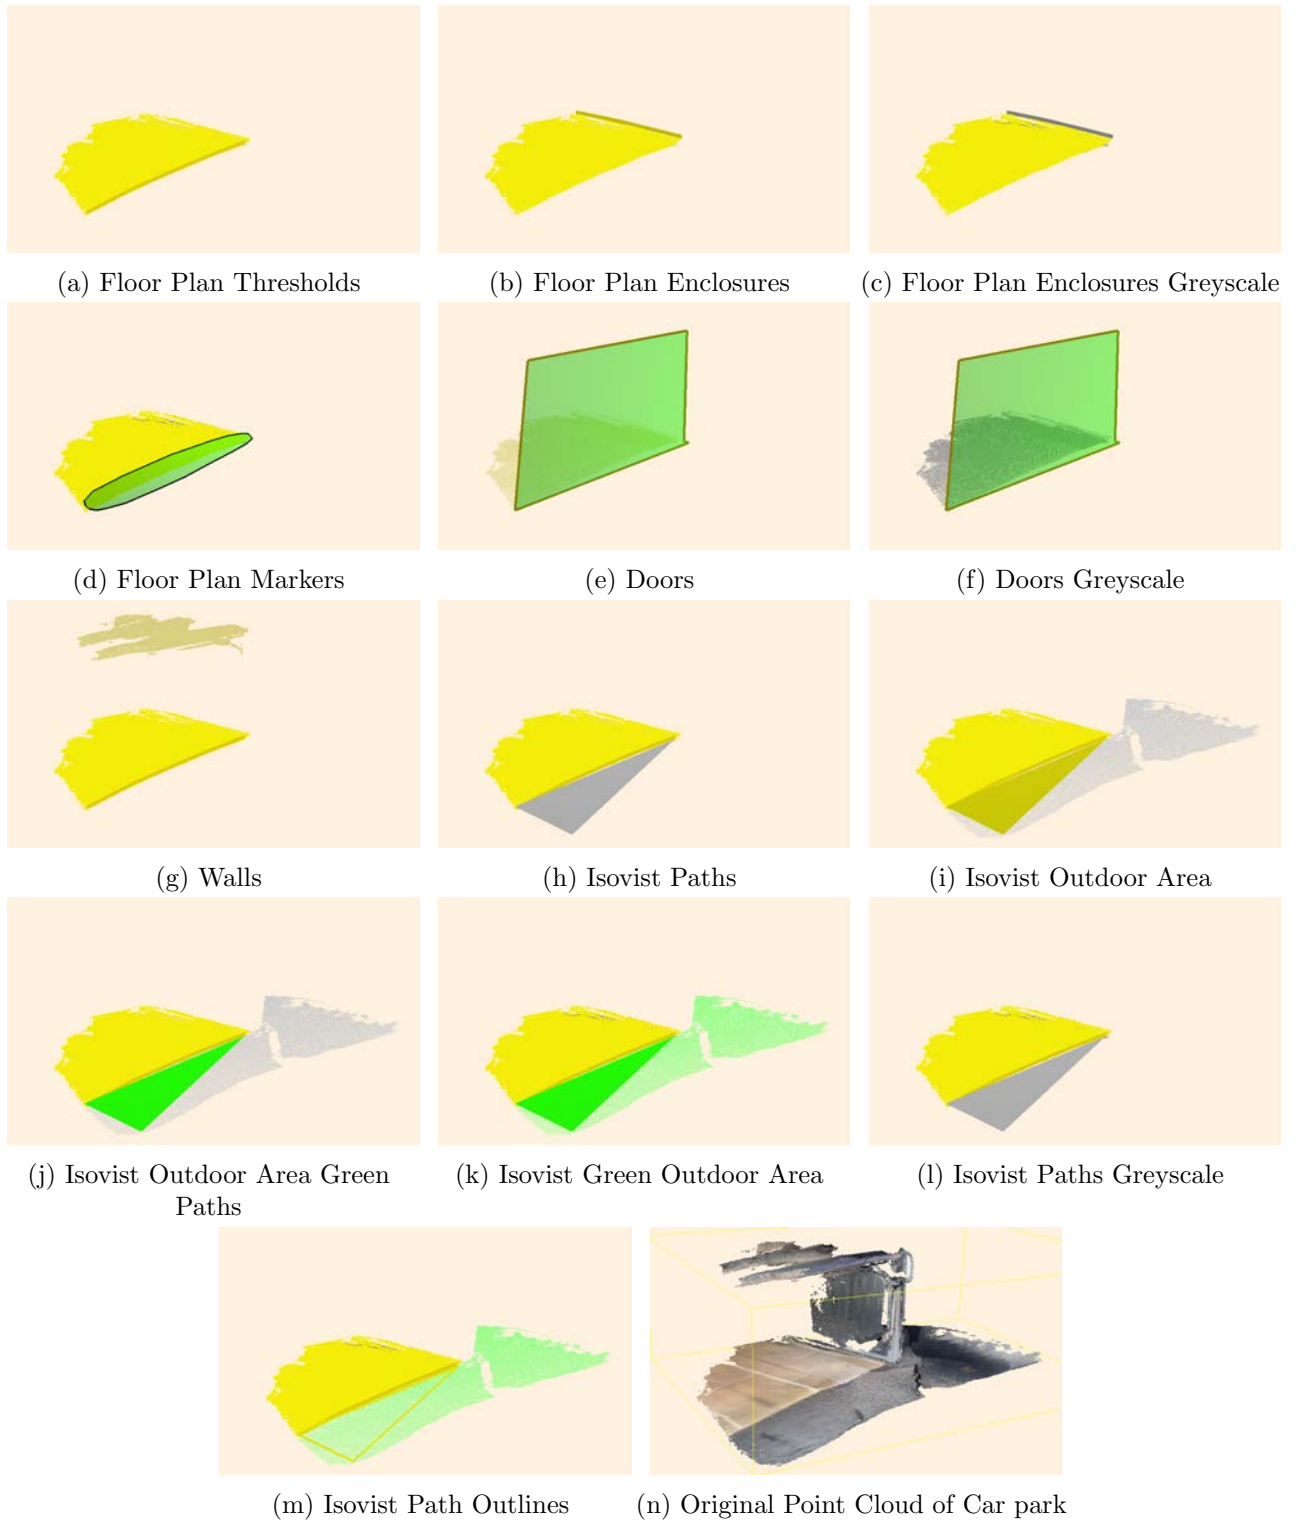 (a) Floor Plan Thresholds
(b) Floor Plan Enclosures
(c) Floor Plan Enclosures Greyscale
(d) Floor Plan Markers
(e) Doors
(f) Doors Greyscale
(g) Walls
(h) Isovist Paths
(i) Isovist Outdoor Area
(j) Isovist Outdoor Area Green
Paths
(k) Isovist Green Outdoor Area
(l) Isovist Paths Greyscale
(m) Isovist Path Outlines
(n) Original Point Cloud of Car park